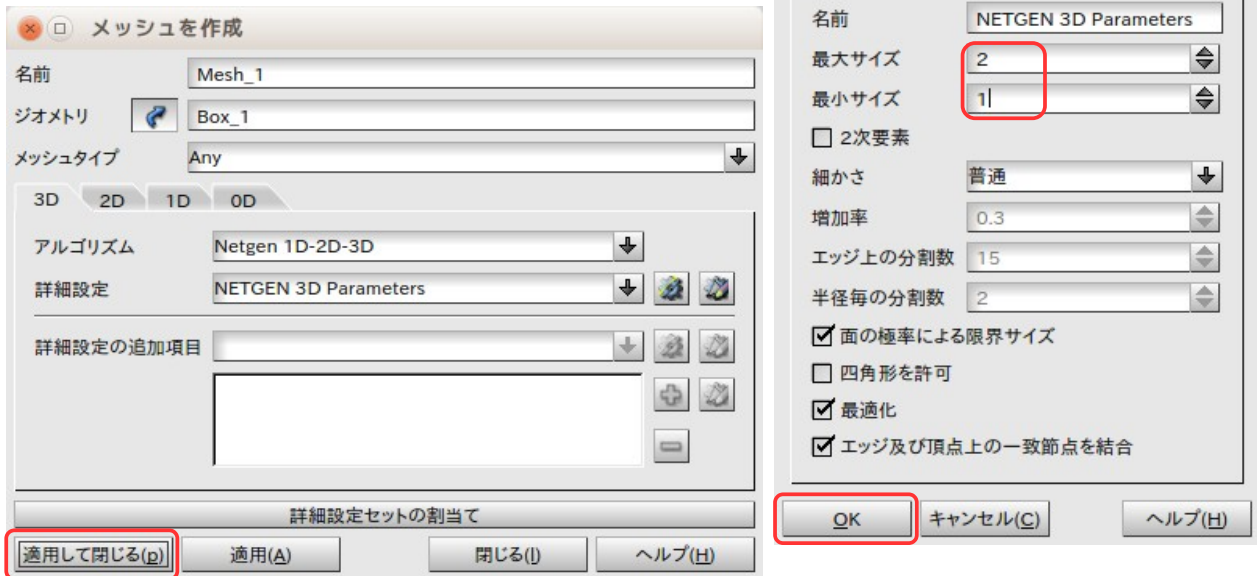 メッシュを作成
名前 Mesh_1
ジオメトリ Box_1
メッシュタイプ Any
3D 2D 1D 0D
アルゴリズム Netgen 1D-2D-3D
詳細設定 NETGEN 3D Parameters
詳細設定の追加項目
詳細設定セットの割当て
適用して閉じる(p) 適用(A) 閉じる(l) ヘルプ(H)
名前 NETGEN 3D Parameters
最大サイズ 2
最小サイズ 1
2次要素
細かさ 普通
増加率 0.3
エッジ上の分割数 15
半径毎の分割数 2
面の極率による限界サイズ
四角形を許可
最適化
エッジ及び頂点上の一致節点を結合
OK キャンセル(C) ヘルプ(H)